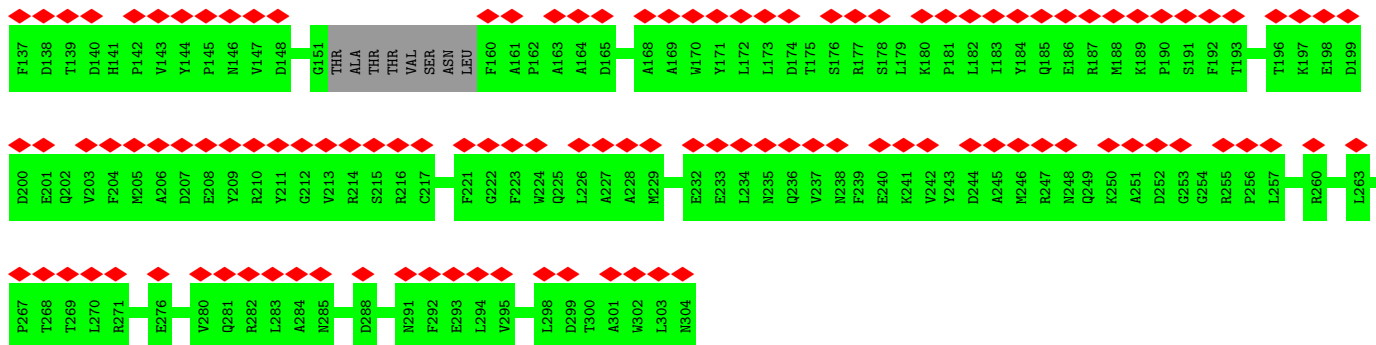 F137 D138 T139 D140 H141 P142 V143 Y144 P145 N146 V147 D148 G151 THR ALA THR THR VAL SER ASN LEU F160 A161 P162 A163 A164 D165 A168 A169 W170 Y171 L172 L173 D174 T175 S176 R177 S178 L179 K180 P181 L182 I183 Y184 Q185 E186 R187 M188 K189 P190 S191 F192 T193 T196 K197 E198 D199
D200 E201 Q202 V203 F204 M205 A206 D207 E208 Y209 R210 Y211 G212 V213 R214 S215 R216 C217 F221 G222 F223 W224 Q225 L226 A227 A228 M229 E232 E233 L234 N235 Q236 V237 N238 F239 E240 K241 V242 Y243 D244 A245 M246 R247 N248 Q249 K250 A251 D252 G253 G254 R255 P256 L257 R260 L263
P267 T268 T269 L270 R271 E276 V280 Q281 R282 L283 A284 N285 D288 N291 F292 E293 L294 V295 L298 D299 T300 A301 W302 L303 N304